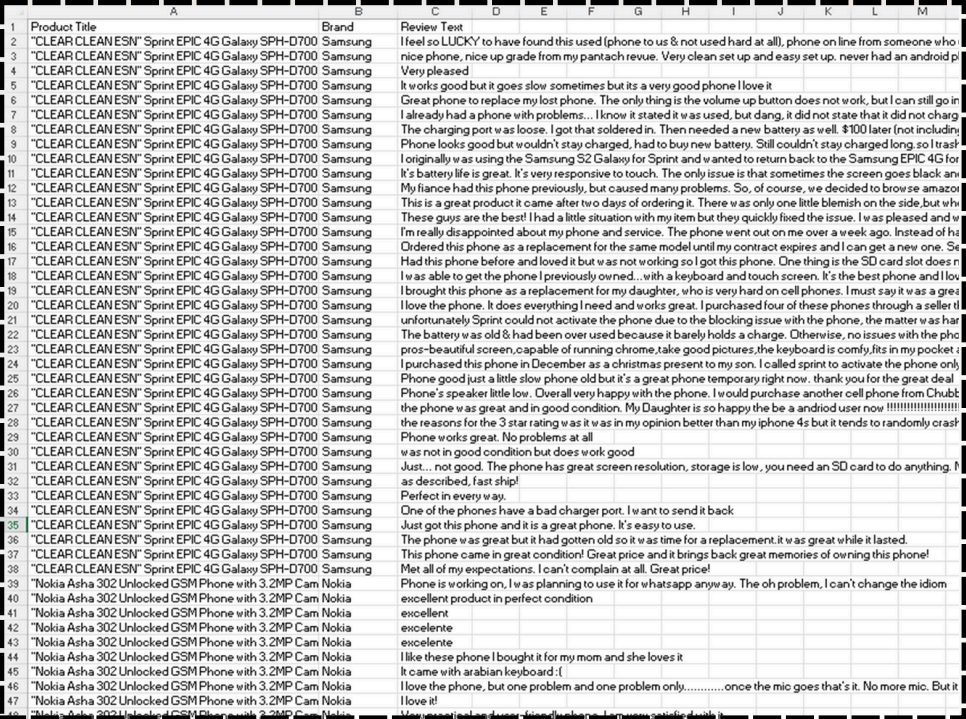 A B C D E F G H I J K L M
1 Product Title Brand Review Text
2 "CLEAR CLEAN ESN" Sprint EPIC 4G Galaxy SPH-D700 Samsung I feel so LUCKY to have found this used (phone to us & not used hard at all), phone on line from someone who
3 "CLEAR CLEAN ESN" Sprint EPIC 4G Galaxy SPH-D700 Samsung nice phone, nice up grade from my pantach revue. Very clean set up and easy set up. never had an android p
4 "CLEAR CLEAN ESN" Sprint EPIC 4G Galaxy SPH-D700 Samsung Very pleased
5 "CLEAR CLEAN ESN" Sprint EPIC 4G Galaxy SPH-D700 Samsung It works good but it goes slow sometimes but its a very good phone I love it
6 "CLEAR CLEAN ESN" Sprint EPIC 4G Galaxy SPH-D700 Samsung Great phone to replace my lost phone. The only thing is the volume up button does not work, but I can still go in
7 "CLEAR CLEAN ESN" Sprint EPIC 4G Galaxy SPH-D700 Samsung I already had a phone with problems... I know it stated it was used, but dang, it did not state that it did not charg
8 "CLEAR CLEAN ESN" Sprint EPIC 4G Galaxy SPH-D700 Samsung The charging port was loose. I got that soldered in. Then needed a new battery as well. $100 later (not including
9 "CLEAR CLEAN ESN" Sprint EPIC 4G Galaxy SPH-D700 Samsung Phone looks good but wouldn't stay charged, had to buy new battery. Still couldn't stay charged long.so I trash
10 "CLEAR CLEAN ESN" Sprint EPIC 4G Galaxy SPH-D700 Samsung I originally was using the Samsung S2 Galaxy for Sprint and wanted to return back to the Samsung EPIC 4G for
11 "CLEAR CLEAN ESN" Sprint EPIC 4G Galaxy SPH-D700 Samsung It's battery life is great. It's very responsive to touch. The only issue is that sometimes the screen goes black an
12 "CLEAR CLEAN ESN" Sprint EPIC 4G Galaxy SPH-D700 Samsung My fiance had this phone previously, but caused many problems. So, of course, we decided to browse amazo
13 "CLEAR CLEAN ESN" Sprint EPIC 4G Galaxy SPH-D700 Samsung This is a great product it came after two days of ordering it. There was only one little blemish on the side,but wh
14 "CLEAR CLEAN ESN" Sprint EPIC 4G Galaxy SPH-D700 Samsung These guys are the best! I had a little situation with my item but they quickly fixed the issue. I was pleased and w
15 "CLEAR CLEAN ESN" Sprint EPIC 4G Galaxy SPH-D700 Samsung I'm really disappointed about my phone and service. The phone went out on me over a week ago. Instead of ha
16 "CLEAR CLEAN ESN" Sprint EPIC 4G Galaxy SPH-D700 Samsung Ordered this phone as a replacement for the same model until my contract expires and I can get a new one. Se
17 "CLEAR CLEAN ESN" Sprint EPIC 4G Galaxy SPH-D700 Samsung Had this phone before and loved it but was not working so I got this phone. One thing is the SD card slot does n
18 "CLEAR CLEAN ESN" Sprint EPIC 4G Galaxy SPH-D700 Samsung I was able to get the phone I previously owned...with a keyboard and touch screen. It's the best phone and I lov
19 "CLEAR CLEAN ESN" Sprint EPIC 4G Galaxy SPH-D700 Samsung I brought this phone as a replacement for my daughter, who is very hard on cell phones. I must say it was a grea
20 "CLEAR CLEAN ESN" Sprint EPIC 4G Galaxy SPH-D700 Samsung I love the phone. It does everything I need and works great. I purchased four of these phones through a seller t
21 "CLEAR CLEAN ESN" Sprint EPIC 4G Galaxy SPH-D700 Samsung unfortunately Sprint could not activate the phone due to the blocking issue with the phone, the matter was har
22 "CLEAR CLEAN ESN" Sprint EPIC 4G Galaxy SPH-D700 Samsung The battery was old & had been over used because it barely holds a charge. Otherwise, no issues with the pho
23 "CLEAR CLEAN ESN" Sprint EPIC 4G Galaxy SPH-D700 Samsung pros-beautiful screen,capable of running chrome,take good pictures,the keyboard is comfy,fits in my pocket a
24 "CLEAR CLEAN ESN" Sprint EPIC 4G Galaxy SPH-D700 Samsung I purchased this phone in December as a christmas present to my son. I called sprint to activate the phone only
25 "CLEAR CLEAN ESN" Sprint EPIC 4G Galaxy SPH-D700 Samsung Phone good just a little slow phone old but it's a great phone temporary right now. thank you for the great deal
26 "CLEAR CLEAN ESN" Sprint EPIC 4G Galaxy SPH-D700 Samsung Phone's speaker little low. Overall very happy with the phone. I would purchase another cell phone from Chubb
27 "CLEAR CLEAN ESN" Sprint EPIC 4G Galaxy SPH-D700 Samsung the phone was great and in good condition. My Daughter is so happy the be a andriod user now !!!!!!!!!!!!!!!!!!!!!!
28 "CLEAR CLEAN ESN" Sprint EPIC 4G Galaxy SPH-D700 Samsung the reasons for the 3 star rating was it was in my opinion better than my iphone 4s but it tends to randomly crash
29 "CLEAR CLEAN ESN" Sprint EPIC 4G Galaxy SPH-D700 Samsung Phone works great. No problems at all
30 "CLEAR CLEAN ESN" Sprint EPIC 4G Galaxy SPH-D700 Samsung was not in good condition but does work good
31 "CLEAR CLEAN ESN" Sprint EPIC 4G Galaxy SPH-D700 Samsung Just... not good. The phone has great screen resolution, storage is low, you need an SD card to do anything.
32 "CLEAR CLEAN ESN" Sprint EPIC 4G Galaxy SPH-D700 Samsung as described, fast ship!
33 "CLEAR CLEAN ESN" Sprint EPIC 4G Galaxy SPH-D700 Samsung Perfect in every way.
34 "CLEAR CLEAN ESN" Sprint EPIC 4G Galaxy SPH-D700 Samsung One of the phones have a bad charger port. I want to send it back
35 "CLEAR CLEAN ESN" Sprint EPIC 4G Galaxy SPH-D700 Samsung Just got this phone and it is a great phone. It's easy to use.
36 "CLEAR CLEAN ESN" Sprint EPIC 4G Galaxy SPH-D700 Samsung The phone was great but it had gotten old so it was time for a replacement.it was great while it lasted.
37 "CLEAR CLEAN ESN" Sprint EPIC 4G Galaxy SPH-D700 Samsung This phone came in great condition! Great price and it brings back great memories of owning this phone!
38 "CLEAR CLEAN ESN" Sprint EPIC 4G Galaxy SPH-D700 Samsung Met all of my expectations. I can't complain at all. Great price!
39 "Nokia Asha 302 Unlocked GSM Phone with 3.2MP Cam Nokia Phone is working on, I was planning to use it for whatsapp anyway. The oh problem, I can't change the idiom
40 "Nokia Asha 302 Unlocked GSM Phone with 3.2MP Cam Nokia excellent product in perfect condition
41 "Nokia Asha 302 Unlocked GSM Phone with 3.2MP Cam Nokia excellent
42 "Nokia Asha 302 Unlocked GSM Phone with 3.2MP Cam Nokia excelente
43 "Nokia Asha 302 Unlocked GSM Phone with 3.2MP Cam Nokia excelente
44 "Nokia Asha 302 Unlocked GSM Phone with 3.2MP Cam Nokia I like these phone I bought it for my mom and she loves it
45 "Nokia Asha 302 Unlocked GSM Phone with 3.2MP Cam Nokia It came with arabian keyboard :(
46 "Nokia Asha 302 Unlocked GSM Phone with 3.2MP Cam Nokia I love the phone, but one problem and one problem only............once the mic goes that's it. No more mic. But it
47 "Nokia Asha 302 Unlocked GSM Phone with 3.2MP Cam Nokia I love it!